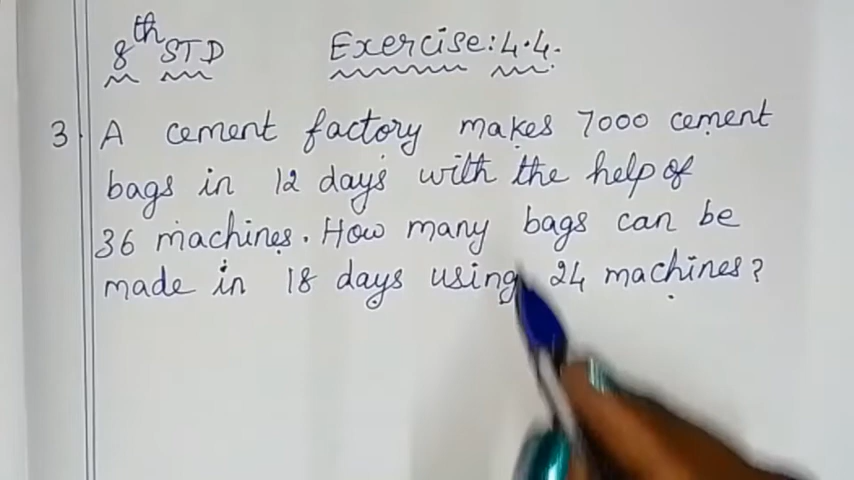 8th STD Exercise: 4.4.
3. A cement factory makes 7000 cement
bags in 12 days with the help of
36 machines. How many bags can be
made in 18 days using 24 machines?